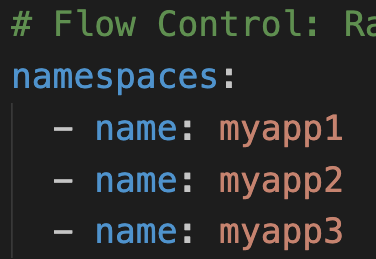 # Flow Control: Ra
namespaces:
  - name: myapp1
  - name: myapp2
  - name: myapp3